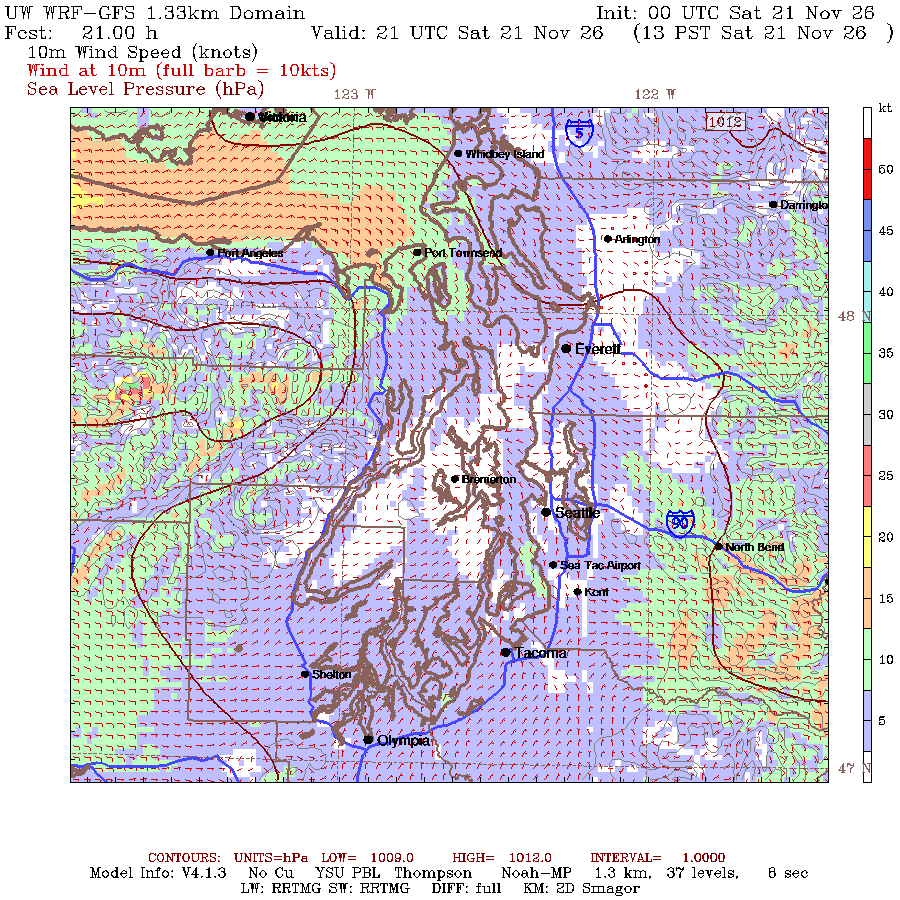 UW WRF-GFS 1.33km Domain Init: 00 UTC Sat 21 Nov 26
Fcst: 21.00 h Valid: 21 UTC Sat 21 Nov 26 (13 PST Sat 21 Nov 26 )
10m Wind Speed (knots)
Wind at 10m (full barb = 10kts)
Sea Level Pressure (hPa)
123 W 122 W
kt
Victoria
5
1012
Whidbey Island
50
Darringto
45
Arlington
Port Angeles
Port Townsend
40
48 N
Everett
35
30
25
Bremerton
Seattle
90
20
North Bend
Sea Tac Airport
Kent
15
Tacoma
10
Shelton
5
Olympia
47 N
CONTOURS: UNITS=hPa LOW= 1009.0 HIGH= 1012.0 INTERVAL= 1.0000
Model Info: V4.1.3 No Cu YSU PBL Thompson Noah-MP 1.3 km, 37 levels, 8 sec
LW: RRTMG SW: RRTMG DIFF: full KM: 2D Smagor